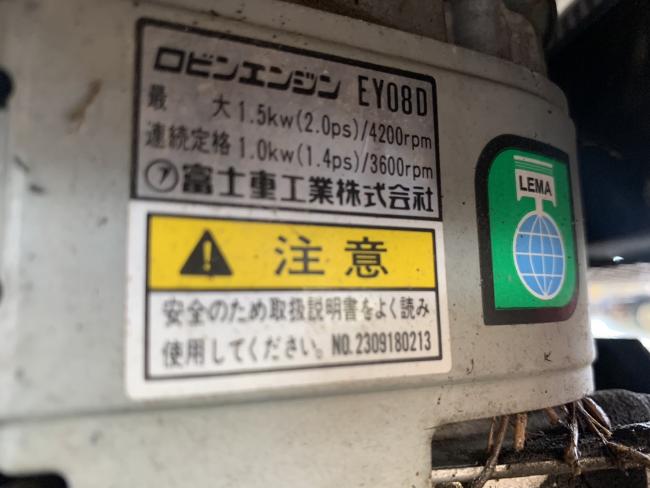 ロビンエンジン EY08D
最 大 1.5kw(2.0ps)/4200rpm
連続定格 1.0kw(1.4ps)/3600rpm
㋐富士重工業株式会社
注意
安全のため取扱説明書をよく読み
使用してください。NO.2309180213
LEMA